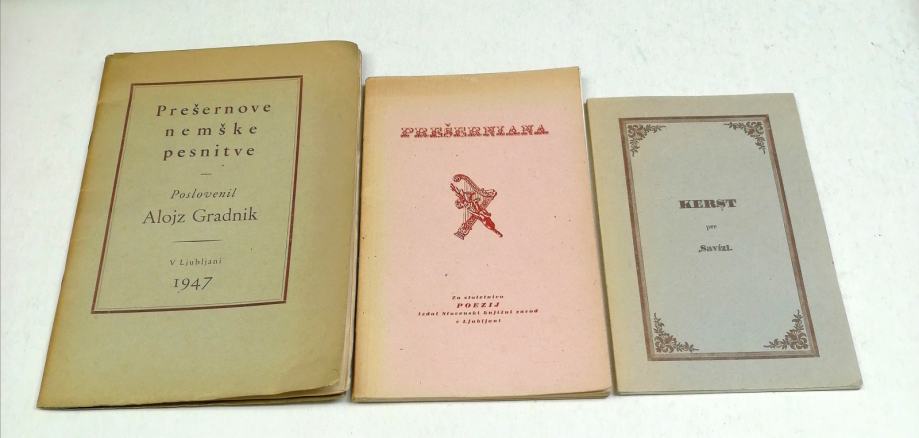 Prešernove
nemške
pesnitve
Poslovenil
Alojz Gradnik
V Ljubljani
1947
PREŠERNIANA
Za stoletnico
POEZIJ
izdal Slovenski knjižni zavod
v Ljubljani
KERST
per
Savizi.